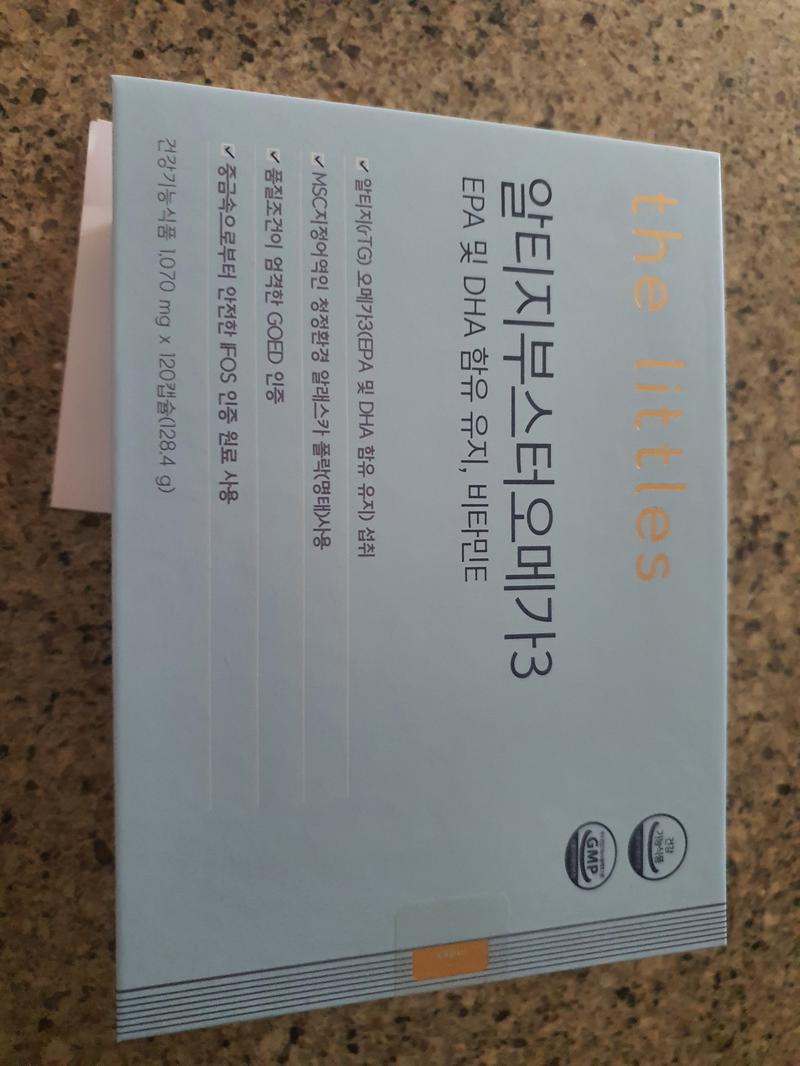 the littles
알티지부스터오메가3
EPA 및 DHA 함유 유지, 비타민E
✔ 알티지(rTG) 오메가3(EPA 및 DHA 함유 유지) 섭취
✔ MSC지정어역인 청정환경 알래스카 폴락(명태)사용
✔ 품질조건이 엄격한 GOED 인증
✔ 중금속으로부터 안전한 IFOS 인증 원료 사용
건강기능식품 1,070 mg x 120캡슐(128.4 g)
건강
기능식품
GMP